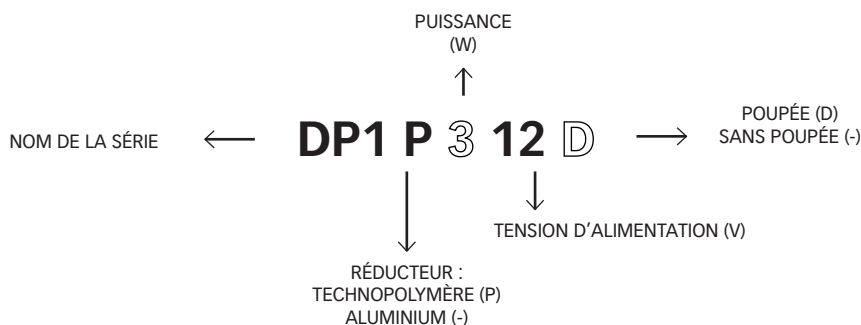 PUISSANCE
(W)
NOM DE LA SÉRIE
DP1 P 3 12 D
POUPÉE (D)
SANS POUPÉE (-)
TENSION D'ALIMENTATION (V)
RÉDUCTEUR :
TECHNOPOLYMÈRE (P)
ALUMINIUM (-)